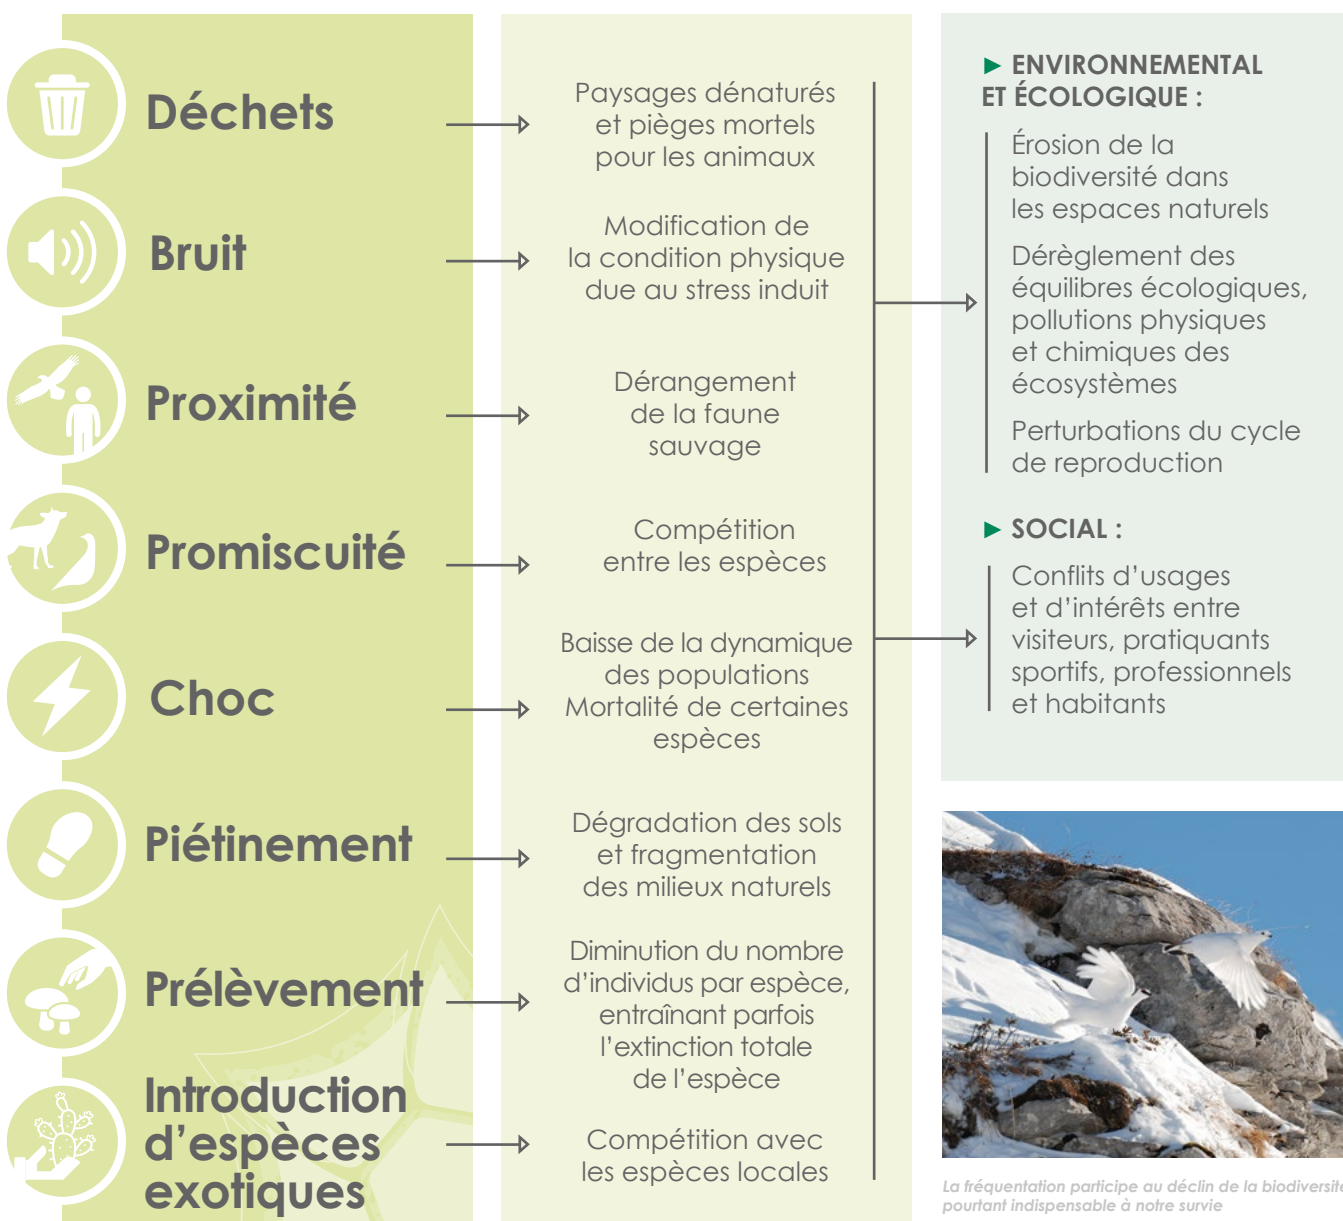 Déchets
Paysages dénaturés
et pièges mortels
pour les animaux
Bruit
Modification de
la condition physique
due au stress induit
Proximité
Dérangement
de la faune
sauvage
Promiscuité
Compétition
entre les espèces
Choc
Baisse de la dynamique
des populations
Mortalité de certaines
espèces
Piétinement
Dégradation des sols
et fragmentation
des milieux naturels
Prélèvement
Diminution du nombre
d'individus par espèce,
entraînant parfois
l'extinction totale
de l'espèce
Introduction
d'espèces
exotiques
Compétition avec
les espèces locales
► ENVIRONNEMENTAL
ET ÉCOLOGIQUE :
Érosion de la
biodiversité dans
les espaces naturels
Dérèglement des
équilibres écologiques,
pollutions physiques
et chimiques des
écosystèmes
Perturbations du cycle
de reproduction
► SOCIAL :
Conflits d'usages
et d'intérêts entre
visiteurs, pratiquants
sportifs, professionnels
et habitants
La fréquentation participe au déclin de la biodiversité
pourtant indispensable à notre survie